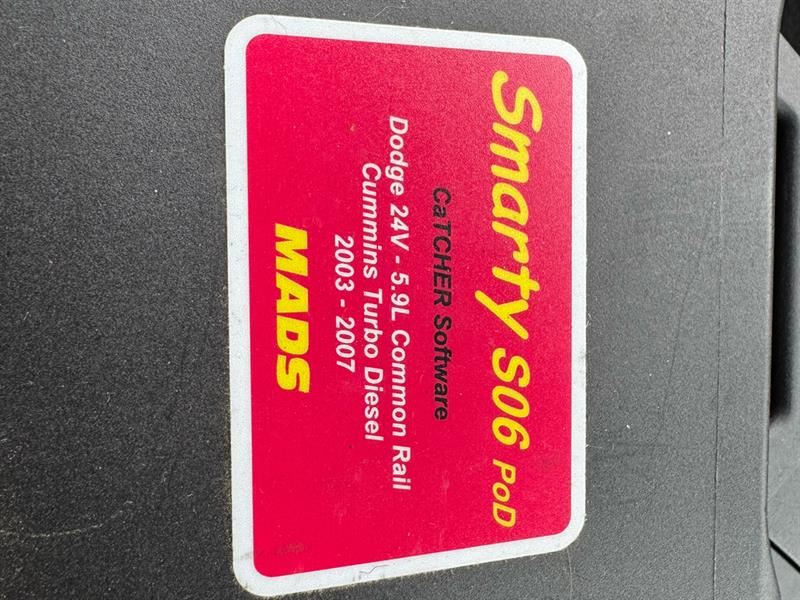 Smarty S06 PoD
CaTCHER Software
Dodge 24V - 5.9L Common Rail
Cummins Turbo Diesel
2003 - 2007
MADS